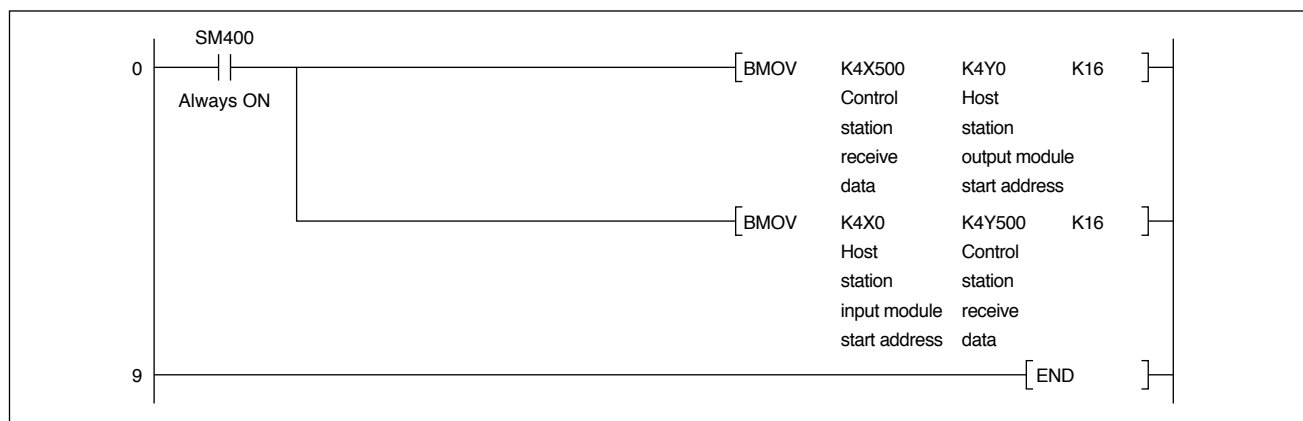 SM400
0
BMOV K4X500 K4Y0 K16
Always ON
Control Host
station station
receive output module
data start address
BMOV K4X0 K4Y500 K16
Host Control
station station
input module receive
start address data
9
END